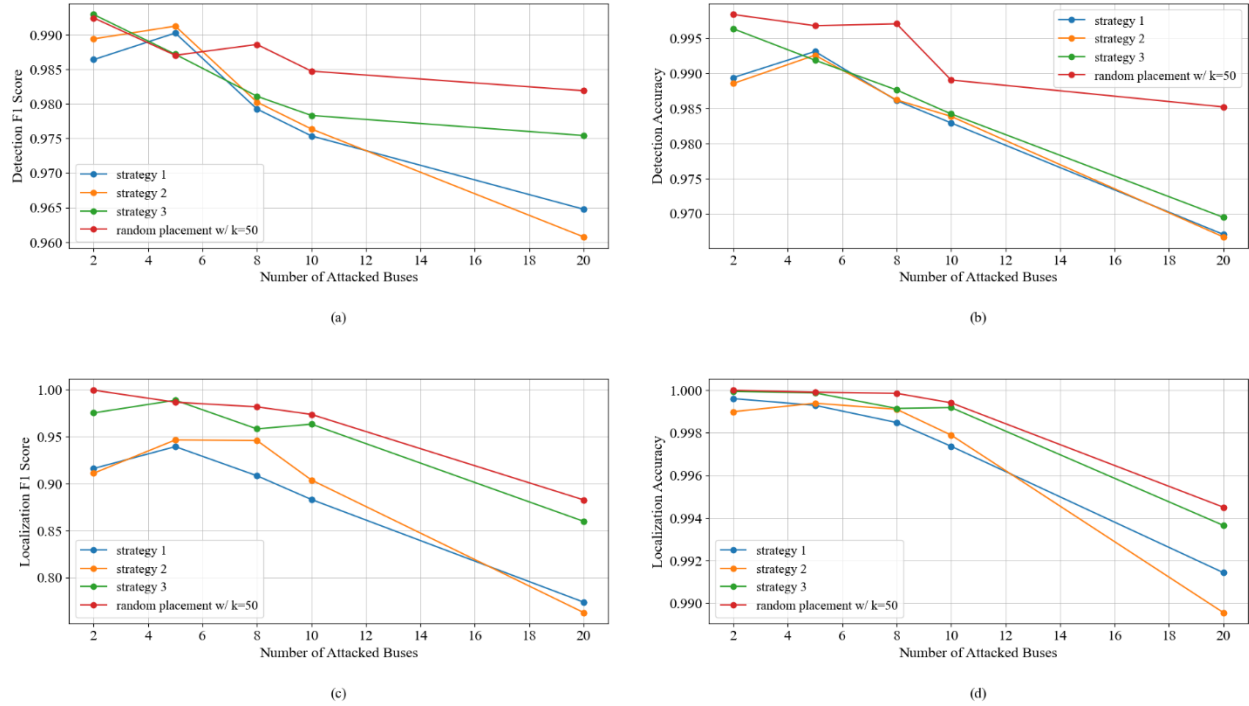 0.990
0.985
0.980
0.975
0.970
0.965
0.960
Detection F1 Score
strategy 1
strategy 2
strategy 3
random placement w/ k=50
2 4 6 8 10 12 14 16 18 20
Number of Attacked Buses
(a)
0.995
0.990
0.985
0.980
0.975
0.970
Detection Accuracy
strategy 1
strategy 2
strategy 3
random placement w/ k=50
2 4 6 8 10 12 14 16 18 20
Number of Attacked Buses
(b)
1.00
0.95
0.90
0.85
0.80
Localization F1 Score
strategy 1
strategy 2
strategy 3
random placement w/ k=50
2 4 6 8 10 12 14 16 18 20
Number of Attacked Buses
(c)
1.000
0.998
0.996
0.994
0.992
0.990
Localization Accuracy
strategy 1
strategy 2
strategy 3
random placement w/ k=50
2 4 6 8 10 12 14 16 18 20
Number of Attacked Buses
(d)